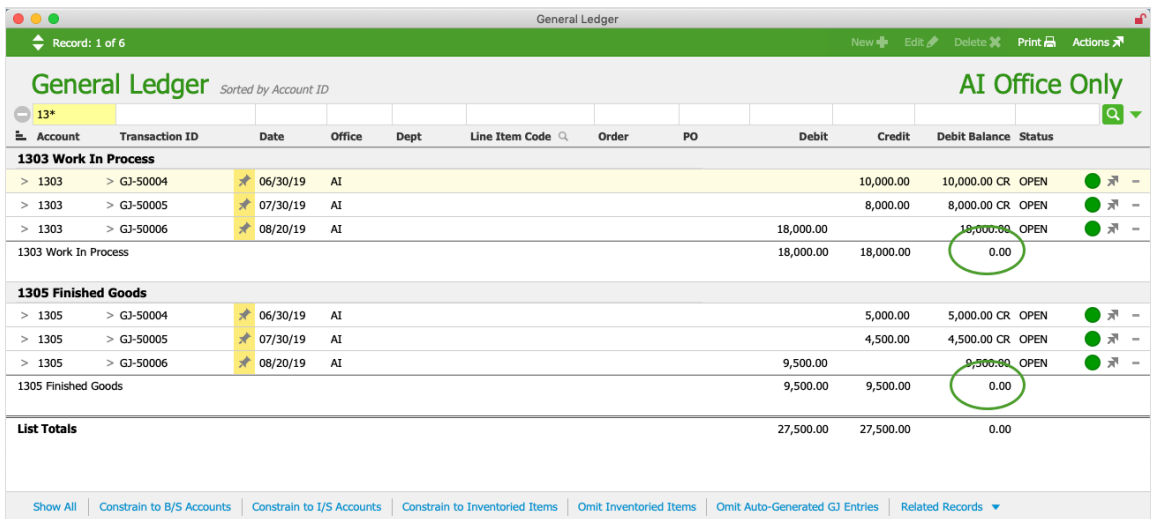 General Ledger
Record: 1 of 6 New Edit Delete Print Actions
General Ledger Sorted by Account ID AI Office Only
13*
Account Transaction ID Date Office Dept Line Item Code Order PO Debit Credit Debit Balance Status
1303 Work In Process
> 1303 > GJ-50004 06/30/19 AI 10,000.00 10,000.00 CR OPEN
> 1303 > GJ-50005 07/30/19 AI 8,000.00 8,000.00 CR OPEN
> 1303 > GJ-50006 08/20/19 AI 18,000.00 18,000.00 OPEN
1303 Work In Process 18,000.00 18,000.00 0.00
1305 Finished Goods
> 1305 > GJ-50004 06/30/19 AI 5,000.00 5,000.00 CR OPEN
> 1305 > GJ-50005 07/30/19 AI 4,500.00 4,500.00 CR OPEN
> 1305 > GJ-50006 08/20/19 AI 9,500.00 9,500.00 OPEN
1305 Finished Goods 9,500.00 9,500.00 0.00
List Totals 27,500.00 27,500.00 0.00
Show All Constrain to B/S Accounts Constrain to I/S Accounts Constrain to Inventoried Items Omit Inventoried Items Omit Auto-Generated GJ Entries Related Records